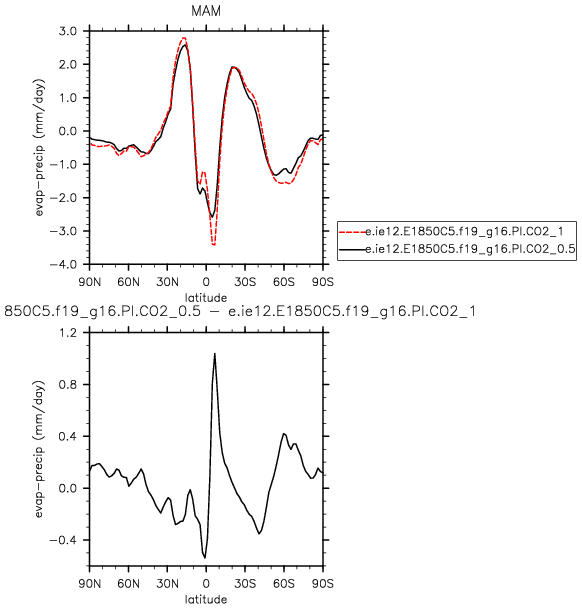 MAM
3.0
2.0
1.0
0.0
−1.0
−2.0
−3.0
−4.0
evap−precip (mm/day)
90N 60N 30N 0 30S 60S 90S
latitude
e.ie12.E1850C5.f19_g16.PI.CO2_1
e.ie12.E1850C5.f19_g16.PI.CO2_0.5
850C5.f19_g16.PI.CO2_0.5 − e.ie12.E1850C5.f19_g16.PI.CO2_1
1.2
0.8
0.4
0.0
−0.4
evap−precip (mm/day)
90N 60N 30N 0 30S 60S 90S
latitude